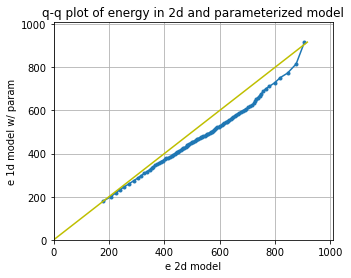 q-q plot of energy in 2d and parameterized model
1000
800
600
400
200
0
e 1d model w/ param
0 200 400 600 800 1000
e 2d model